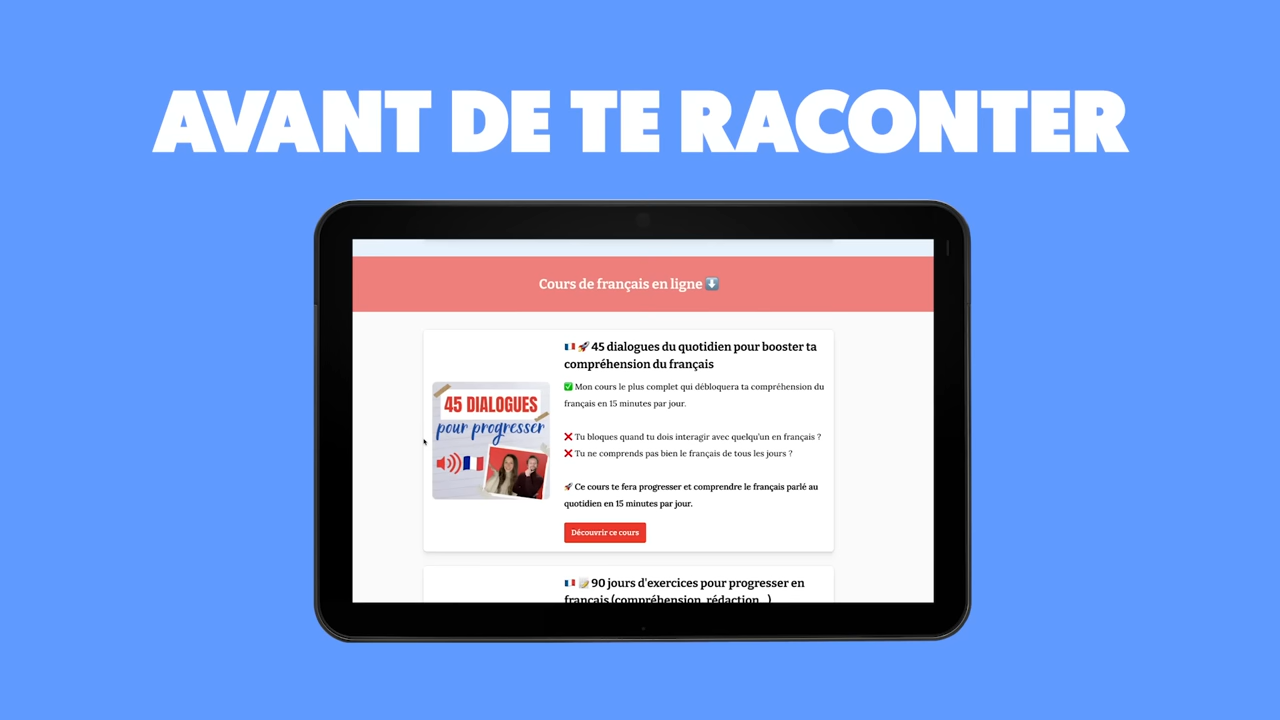 AVANT DE TE RACONTER
Cours de français en ligne ⬇️
🇫🇷 🚀 45 dialogues du quotidien pour booster ta
compréhension du français
✅ Mon cours le plus complet qui débloquera ta compréhension du
français en 15 minutes par jour.
❌ Tu bloques quand tu dois interagir avec quelqu'un en français ?
❌ Tu ne comprends pas bien le français de tous les jours ?
🚀 Ce cours te fera progresser et comprendre le français parlé au
quotidien en 15 minutes par jour.
Découvrir ce cours
45 DIALOGUES
pour progresser
🇫🇷 📝 90 jours d'exercices pour progresser en
français (compréhension, rédaction...)